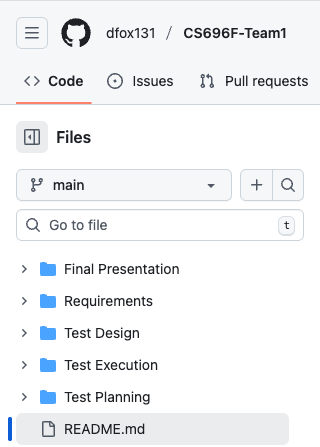 dfox131 / CS696F-Team1
Code Issues Pull requests
Files
main
Go to file t
Final Presentation
Requirements
Test Design
Test Execution
Test Planning
README.md